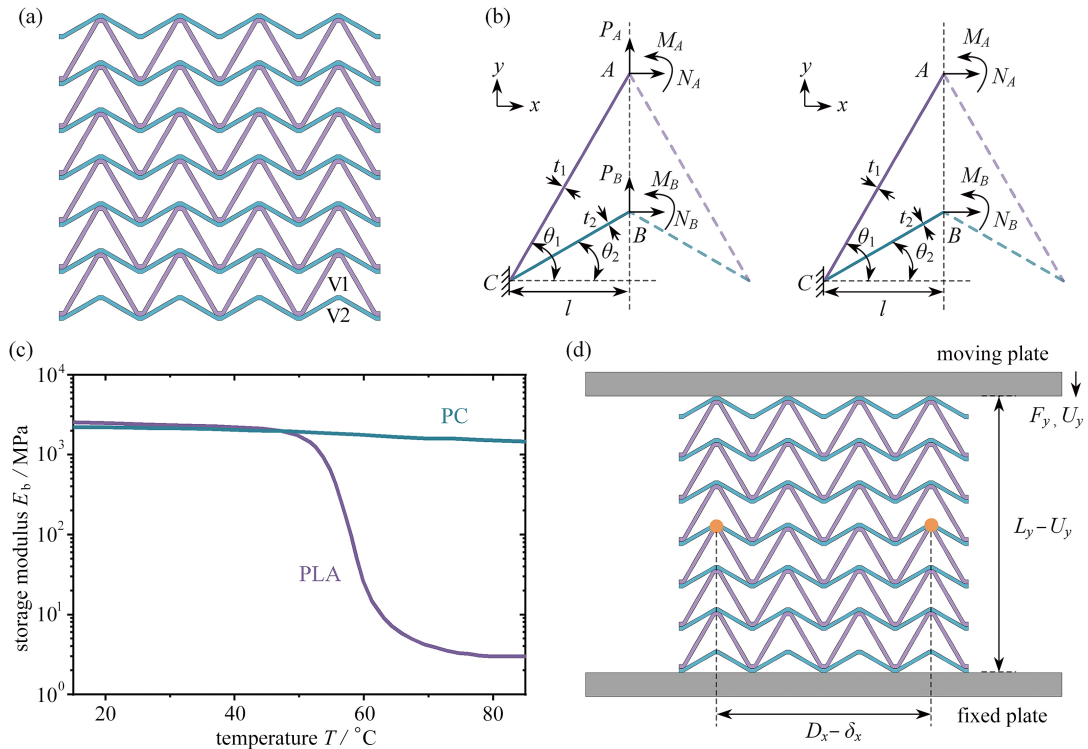 (a)
V1
V2
(b)
P_A
M_A
A
N_A
y
x
t_1
P_B
M_B
t_2
N_B
B
θ_1
θ_2
C
l
M_A
A
N_A
y
x
t_1
M_B
t_2
N_B
B
θ_1
θ_2
C
l
(c)
storage modulus E_b / MPa
10^4
10^3
10^2
10^1
10^0
PC
PLA
20
40
60
80
temperature T / °C
(d)
moving plate
F_y, U_y
L_y − U_y
fixed plate
D_x − δ_x